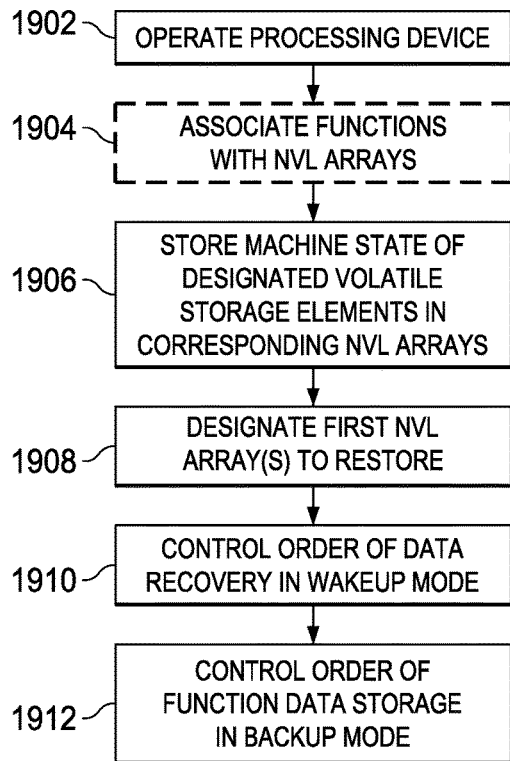 1902
OPERATE PROCESSING DEVICE
1904
ASSOCIATE FUNCTIONS
WITH NVL ARRAYS
1906
STORE MACHINE STATE OF
DESIGNATED VOLATILE
STORAGE ELEMENTS IN
CORRESPONDING NVL ARRAYS
1908
DESIGNATE FIRST NVL
ARRAY(S) TO RESTORE
1910
CONTROL ORDER OF DATA
RECOVERY IN WAKEUP MODE
1912
CONTROL ORDER OF
FUNCTION DATA STORAGE
IN BACKUP MODE